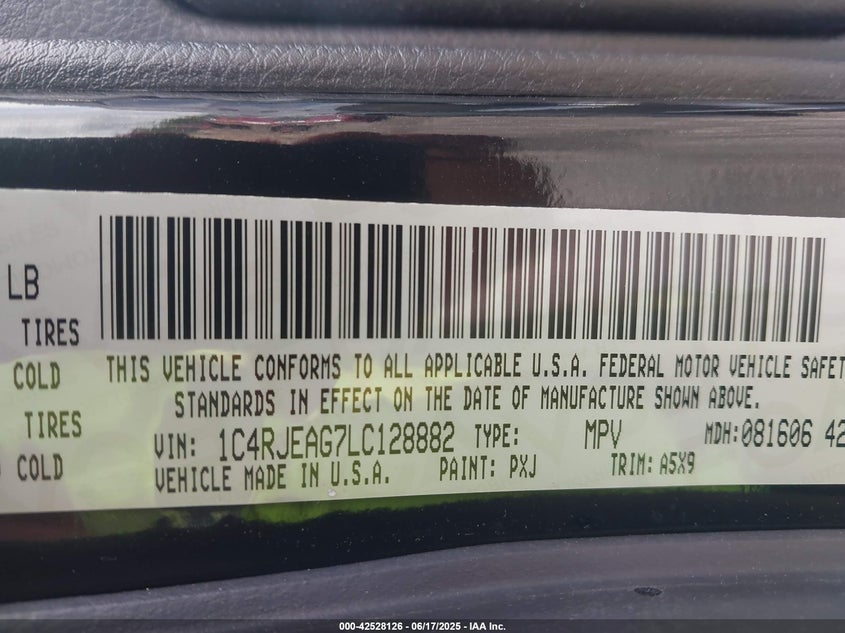 LB
TIRES
COLD
THIS VEHICLE CONFORMS TO ALL APPLICABLE U.S.A. FEDERAL MOTOR VEHICLE SAFET
STANDARDS IN EFFECT ON THE DATE OF MANUFACTURE SHOWN ABOVE.
TIRES
VIN: 1C4RJEAG7LC128882 TYPE: MPV MDH:081606 42
COLD
VEHICLE MADE IN U.S.A. PAINT: PXJ TRIM: A5X9
000-42528126 - 06/17/2025 - IAA Inc.